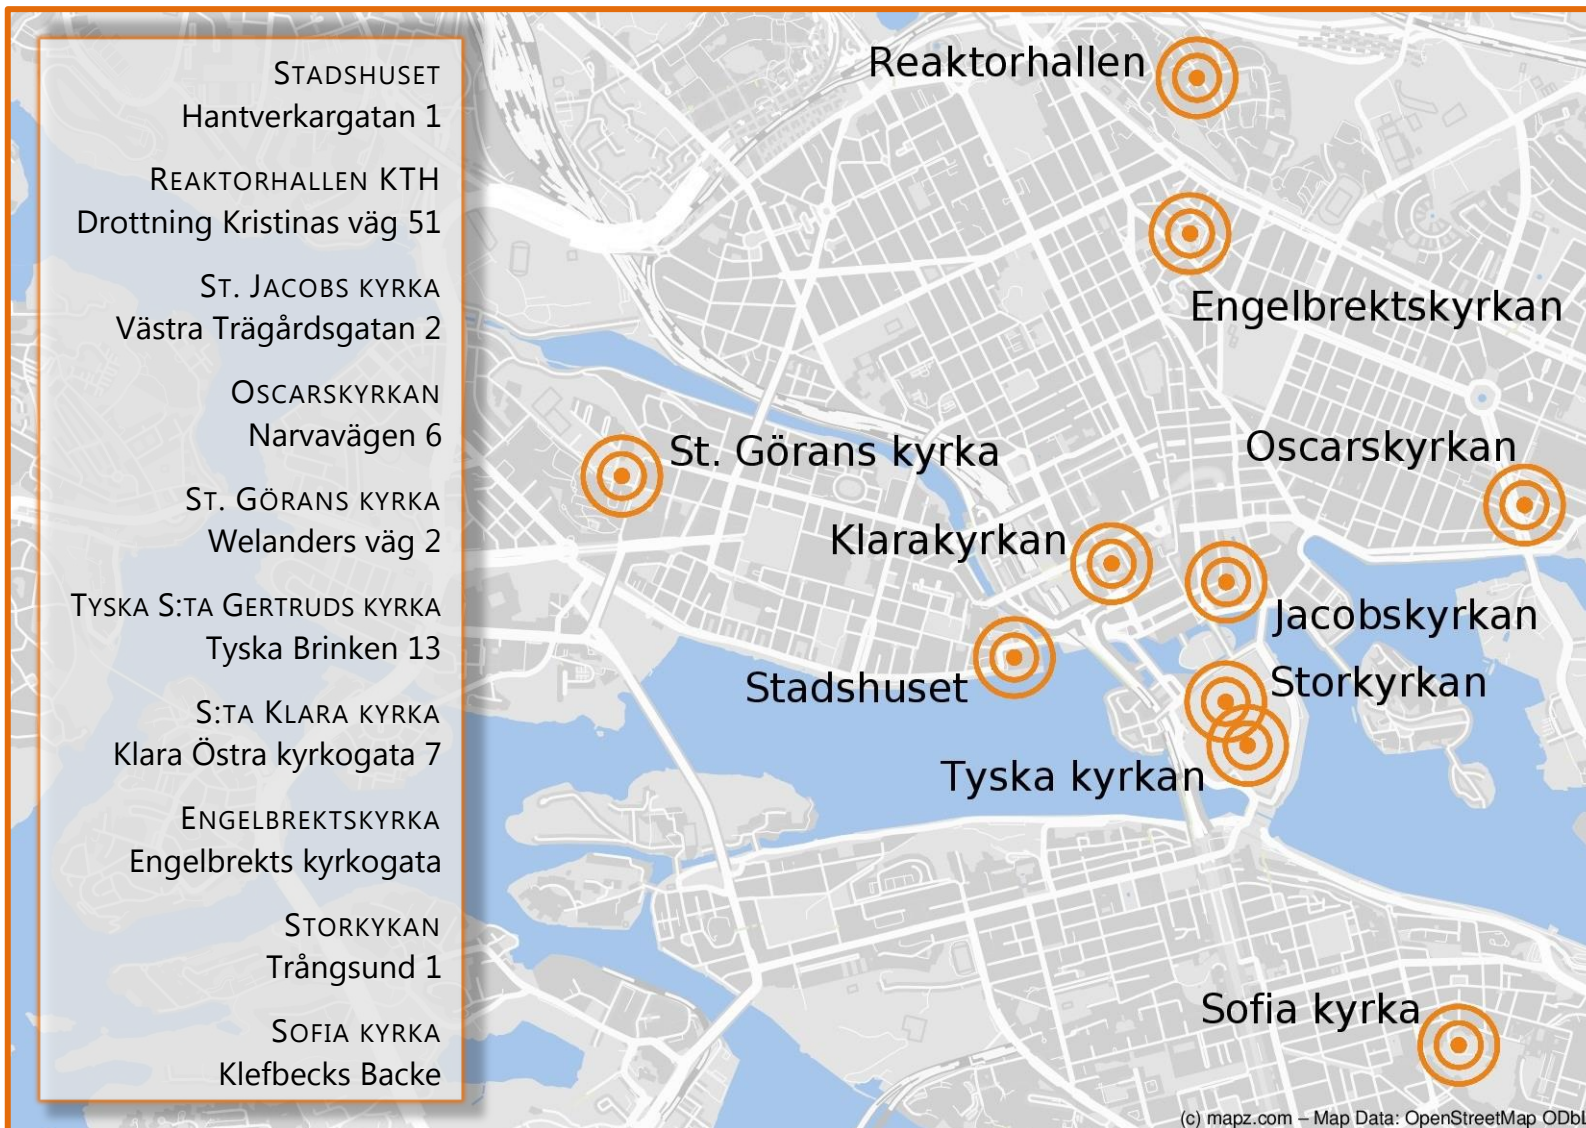 STADSHUSET
Hantverkargatan 1
REAKTORHALLEN KTH
Drottning Kristinas väg 51
ST. JACOBS KYRKA
Västra Trägårdsgatan 2
OSCARSKYRKAN
Narvavägen 6
ST. GÖRANS KYRKA
Welanders väg 2
TYSKA S:TA GERTRUDS KYRKA
Tyska Brinken 13
S:TA KLARA KYRKA
Klara Östra kyrkogata 7
ENGELBREKTSKYRKA
Engelbrekts kyrkogata
STORKYKAN
Trångsund 1
SOFIA KYRKA
Klefbecks Backe
Reaktorhallen
Engelbrektskyrkan
Oscarskyrkan
St. Görans kyrka
Klarakyrkan
Jacobskyrkan
Stadshuset
Storkyrkan
Tyska kyrkan
Sofia kyrka
(c) mapz.com – Map Data: OpenStreetMap ODbL